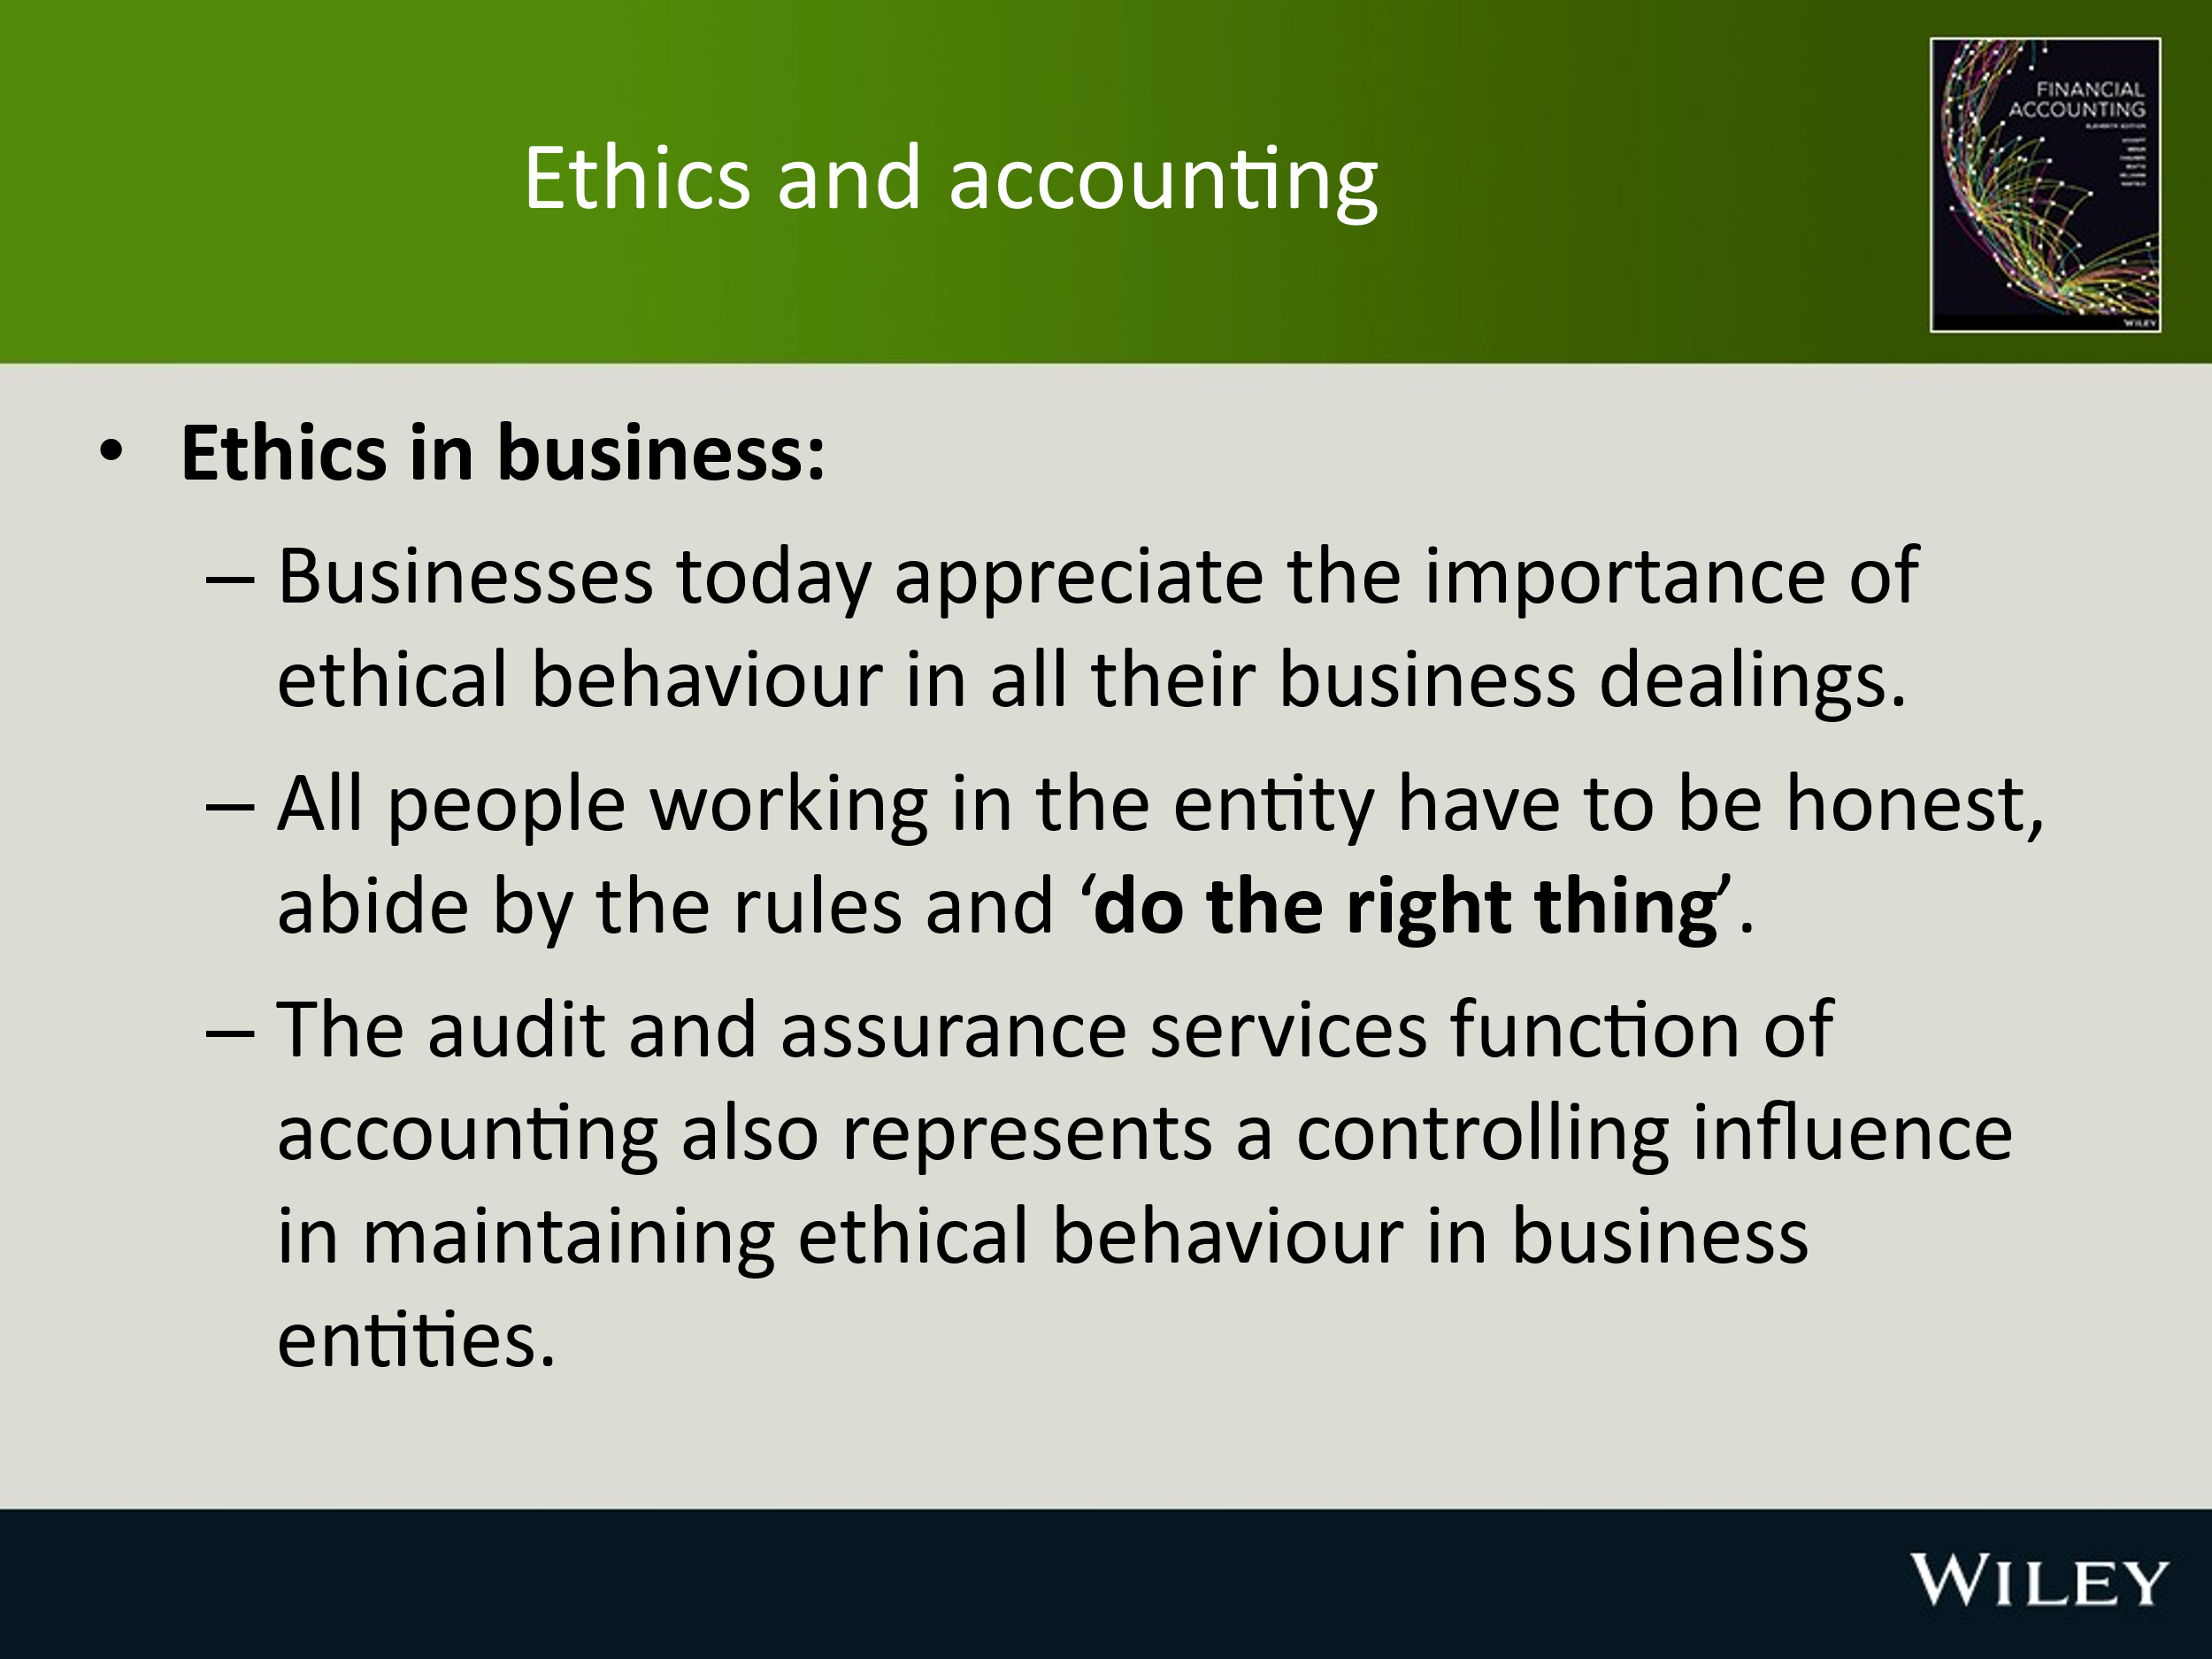 Ethics and accounting
FINANCIAL
ACCOUNTING
ELEVENTH EDITION
WILEY
• Ethics in business:
– Businesses today appreciate the importance of
ethical behaviour in all their business dealings.
– All people working in the entity have to be honest,
abide by the rules and ‘do the right thing’.
– The audit and assurance services function of
accounting also represents a controlling influence
in maintaining ethical behaviour in business
entities.
WILEY